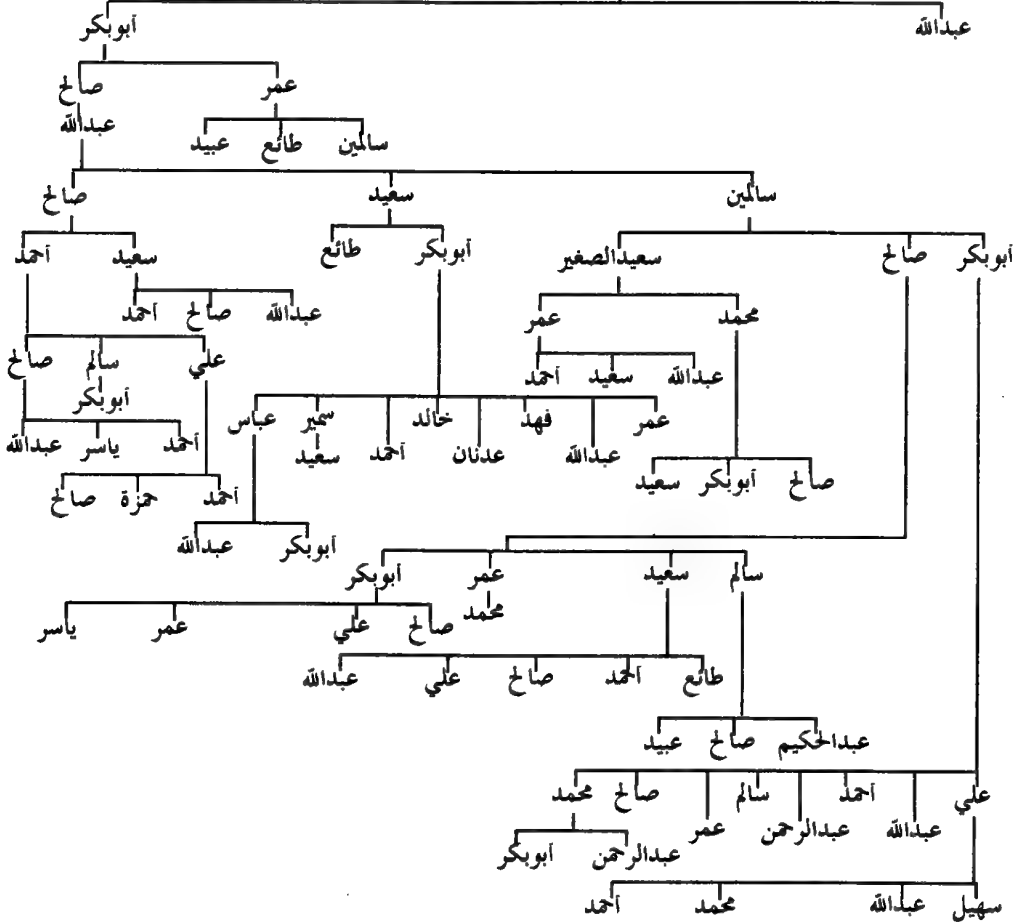 عبدالله أبوبكر
عمر صالح
عبدالله
سالمين طائع عبيد
سالمين سعيد صالح
أبوبكر صالح سعيدالصغير أبوبكر طائع سعيد أحمد
محمد عمر عبدالله صالح أحمد
علي سالم صالح
عبدالله سعيد أحمد أبوبكر
عمر فهد خالد سمير عباس
أحمد ياسر عبدالله
عبدالله عدنان أحمد سعيد
صالح أبوبكر سعيد
أحمد حمزة صالح
أبوبكر عبدالله
سالم سعيد عمر أبوبكر
محمد
صالح علي عمر ياسر
طائع أحمد صالح علي عبدالله
عبدالحكيم صالح عبيد
علي أحمد سالم صالح محمد
عبدالله عبدالرحمن عمر
عبدالرحمن أبوبكر
سهيل عبدالله محمد أحمد